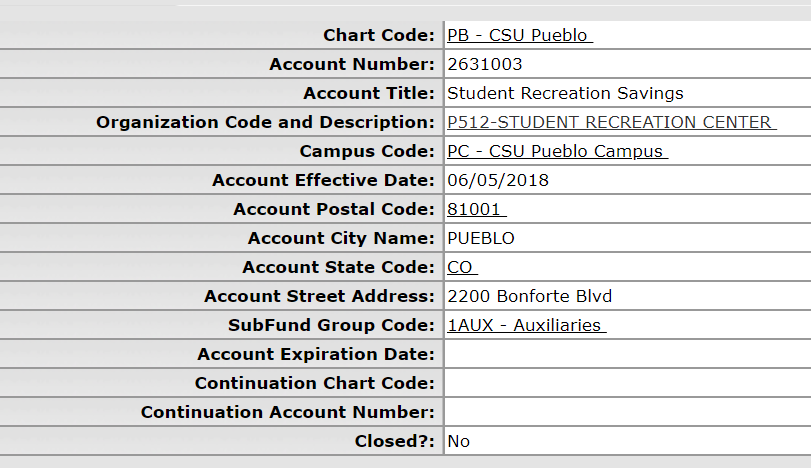 Chart Code: PB - CSU Pueblo
Account Number: 2631003
Account Title: Student Recreation Savings
Organization Code and Description: P512-STUDENT RECREATION CENTER
Campus Code: PC - CSU Pueblo Campus
Account Effective Date: 06/05/2018
Account Postal Code: 81001
Account City Name: PUEBLO
Account State Code: CO
Account Street Address: 2200 Bonforte Blvd
SubFund Group Code: 1AUX - Auxiliaries
Account Expiration Date:
Continuation Chart Code:
Continuation Account Number:
Closed?: No